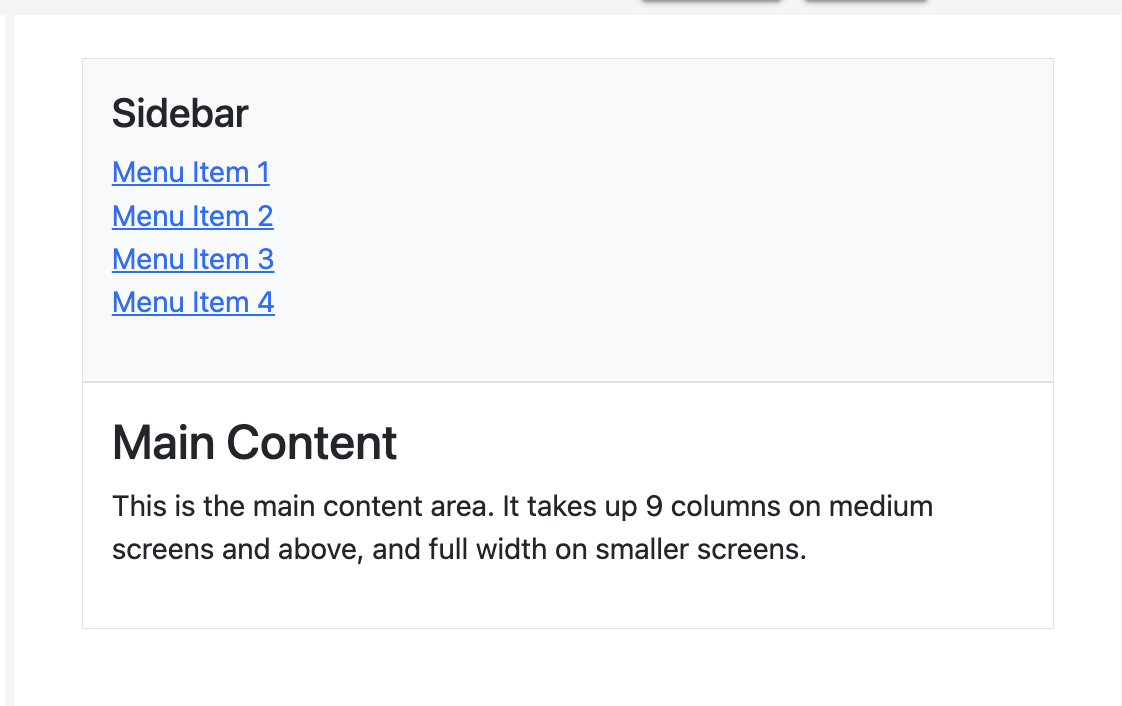 Sidebar
Menu Item 1
Menu Item 2
Menu Item 3
Menu Item 4
Main Content
This is the main content area. It takes up 9 columns on medium
screens and above, and full width on smaller screens.